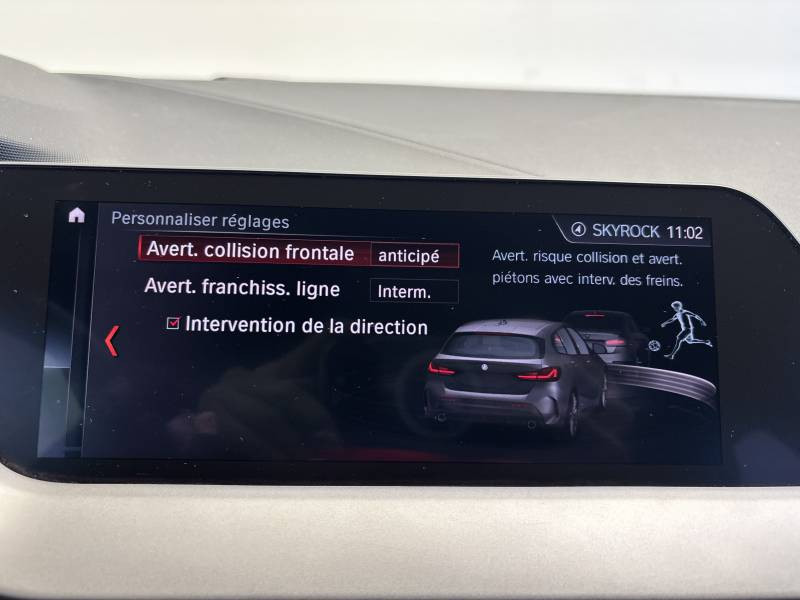 Personnaliser réglages
SKYROCK 11:02
Avert. collision frontale anticipé
Avert. franchiss. ligne Interm.
Intervention de la direction
Avert. risque collision et avert.
piétons avec interv. des freins.